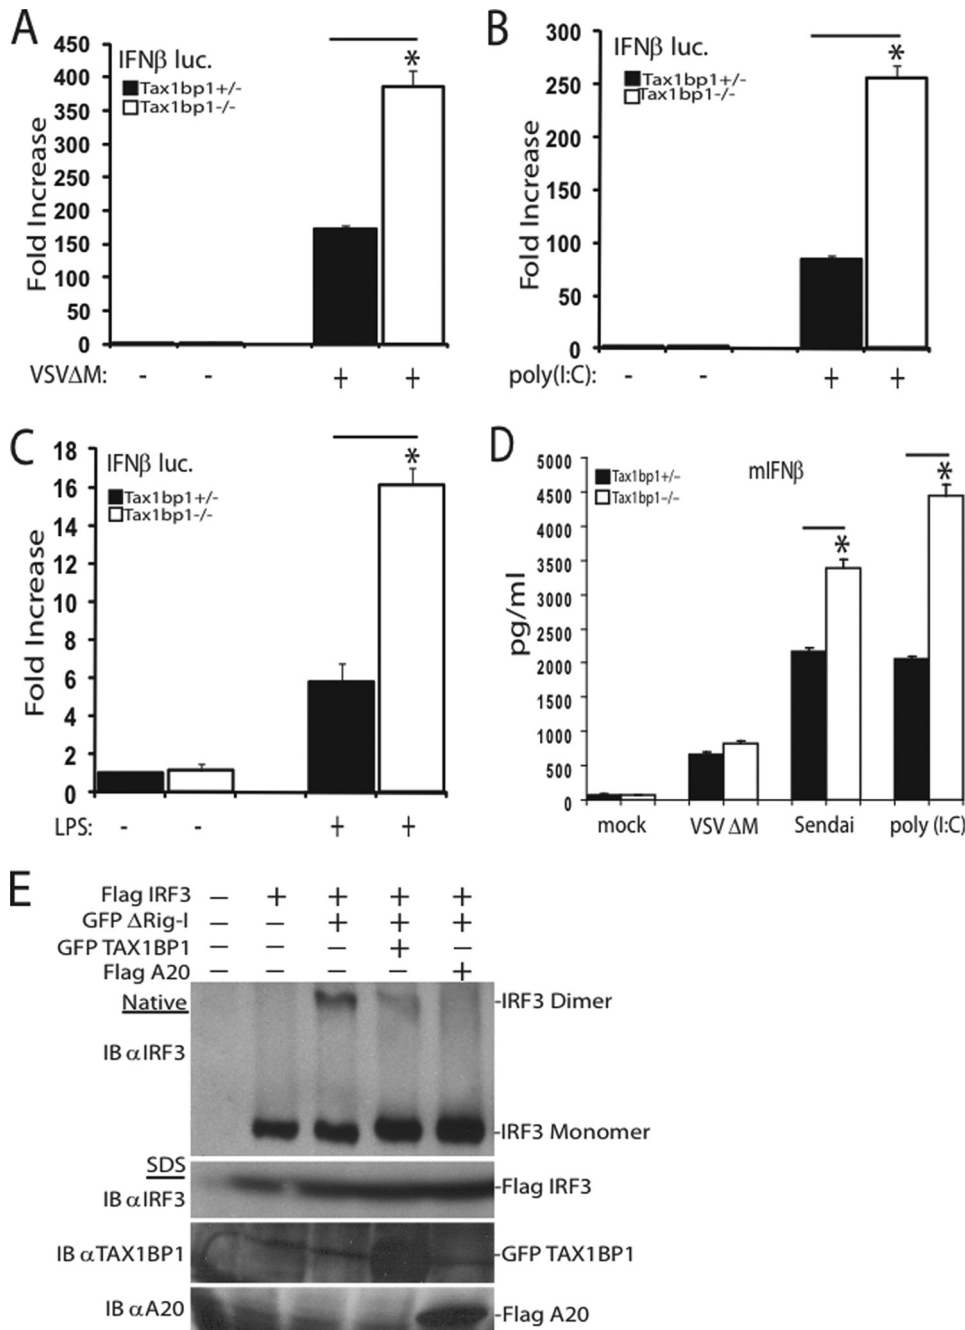 A
IFNβ luc.
Tax1bp1+/-
Tax1bp1-/-
*
Fold Increase
450
400
350
300
250
200
150
100
50
0
VSVΔM: - - + +
B
IFNβ luc.
Tax1bp1+/-
Tax1bp1-/-
*
Fold Increase
300
250
200
150
100
50
0
poly(I:C): - - + +
C
IFNβ luc.
Tax1bp1+/-
Tax1bp1-/-
*
Fold Increase
18
16
14
12
10
8
6
4
2
0
LPS: - - + +
D
mIFNβ
Tax1bp1+/-
Tax1bp1-/-
* *
pg/ml
5000
4500
4000
3500
3000
2500
2000
1500
1000
500
0
mock VSV ΔM Sendai poly (I:C)
E
Flag IRF3 – + + + +
GFP ΔRig-I – – + + +
GFP TAX1BP1 – – – + –
Flag A20 – – – – +
Native
-IRF3 Dimer
IB αIRF3
-IRF3 Monomer
SDS
IB αIRF3
-Flag IRF3
IB αTAX1BP1
-GFP TAX1BP1
IB αA20
-Flag A20